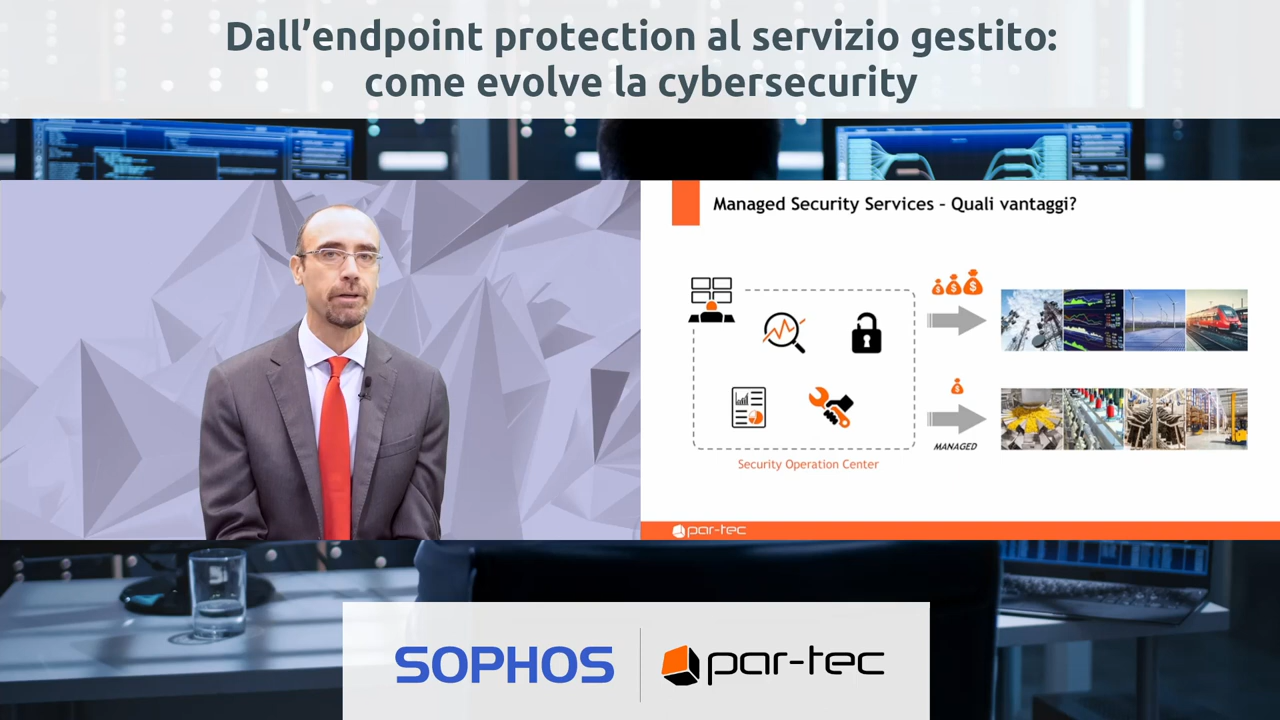 Dall'endpoint protection al servizio gestito:
come evolve la cybersecurity
Managed Security Services - Quali vantaggi?
$ $ $
$
MANAGED
Security Operation Center
par-tec
SOPHOS
par-tec